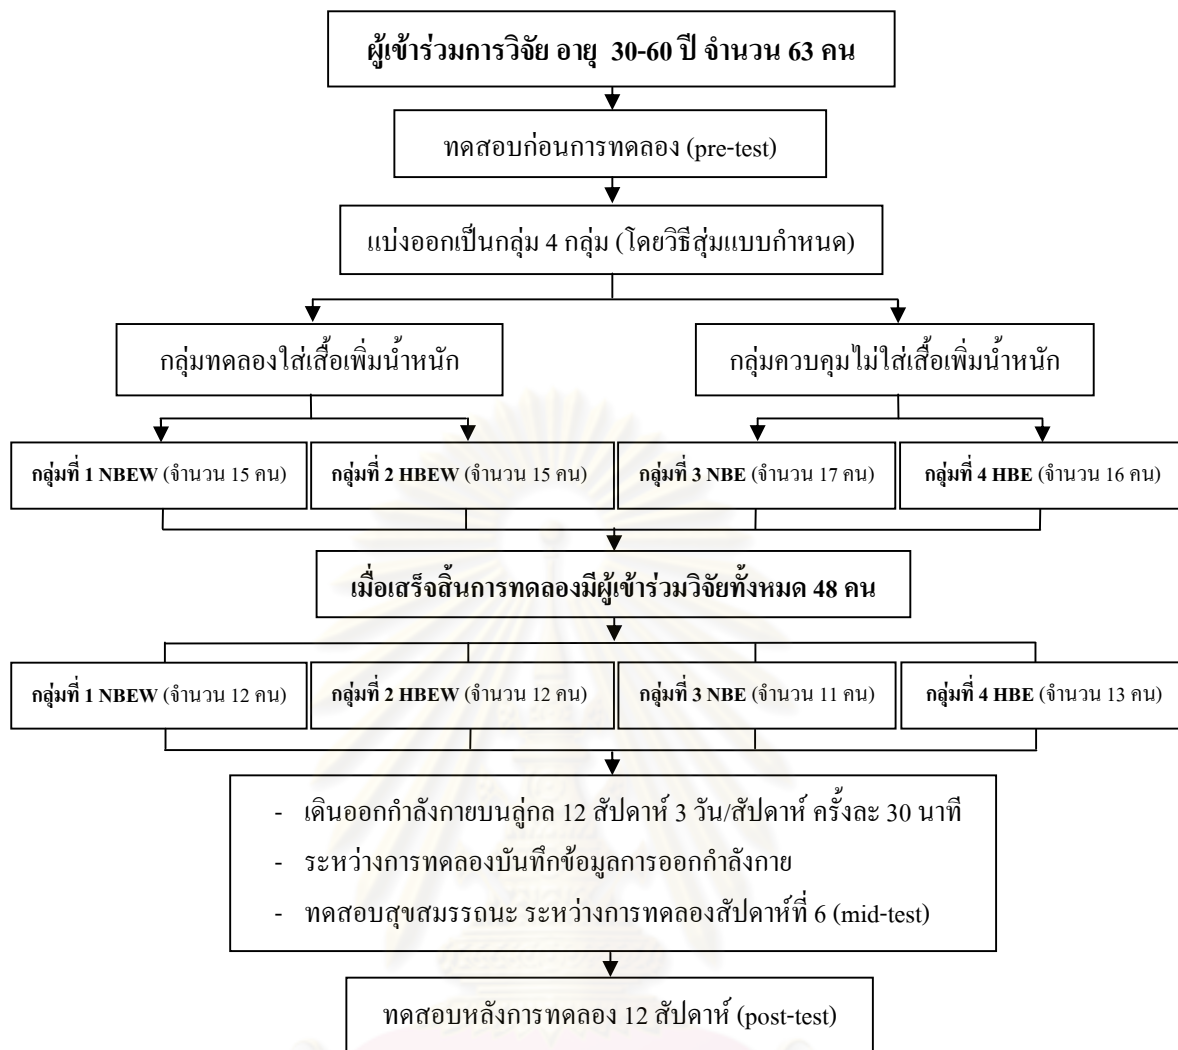 ผู้เข้าร่วมการวิจัย อายุ 30-60 ปี จำนวน 63 คน
ทดสอบก่อนการทดลอง (pre-test)
แบ่งออกเป็นกลุ่ม 4 กลุ่ม (โดยวิธีสุ่มแบบกำหนด)
กลุ่มทดลองใส่เสื้อเพิ่มน้ำหนัก
กลุ่มควบคุมไม่ใส่เสื้อเพิ่มน้ำหนัก
กลุ่มที่ 1 NBEW (จำนวน 15 คน)
กลุ่มที่ 2 HBEW (จำนวน 15 คน)
กลุ่มที่ 3 NBE (จำนวน 17 คน)
กลุ่มที่ 4 HBE (จำนวน 16 คน)
เมื่อเสร็จสิ้นการทดลองมีผู้เข้าร่วมวิจัยทั้งหมด 48 คน
กลุ่มที่ 1 NBEW (จำนวน 12 คน)
กลุ่มที่ 2 HBEW (จำนวน 12 คน)
กลุ่มที่ 3 NBE (จำนวน 11 คน)
กลุ่มที่ 4 HBE (จำนวน 13 คน)
- เดินออกกำลังกายบนลู่กล 12 สัปดาห์ 3 วัน/สัปดาห์ ครั้งละ 30 นาที
- ระหว่างการทดลองบันทึกข้อมูลการออกกำลังกาย
- ทดสอบสุขสมรรถนะ ระหว่างการทดลองสัปดาห์ที่ 6 (mid-test)
ทดสอบหลังการทดลอง 12 สัปดาห์ (post-test)